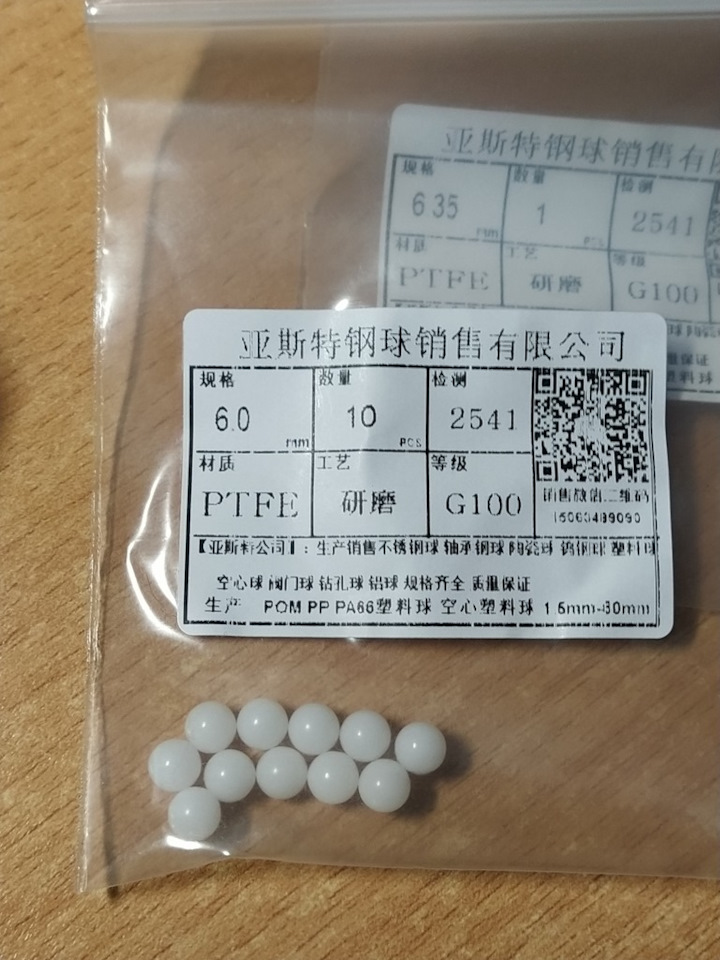 亚斯特钢球销售有
规格 数量 检测
6.35 mm 1 PCS 2541
材质 工艺 等级
PTFE 研磨 G100
亚斯特钢球销售有限公司
规格 数量 检测
6.0 mm 10 PCS 2541
材质 工艺 等级
PTFE 研磨 G100
销售微信二维码
【亚斯特公司】：生产销售不锈钢球 轴承钢球 陶瓷球 钨钢球 塑料球
空心球 阀门球 钻孔球 铝球 规格齐全 质量保证
生产 POM PP PA66塑料球 空心塑料球 1.5mm-80mm